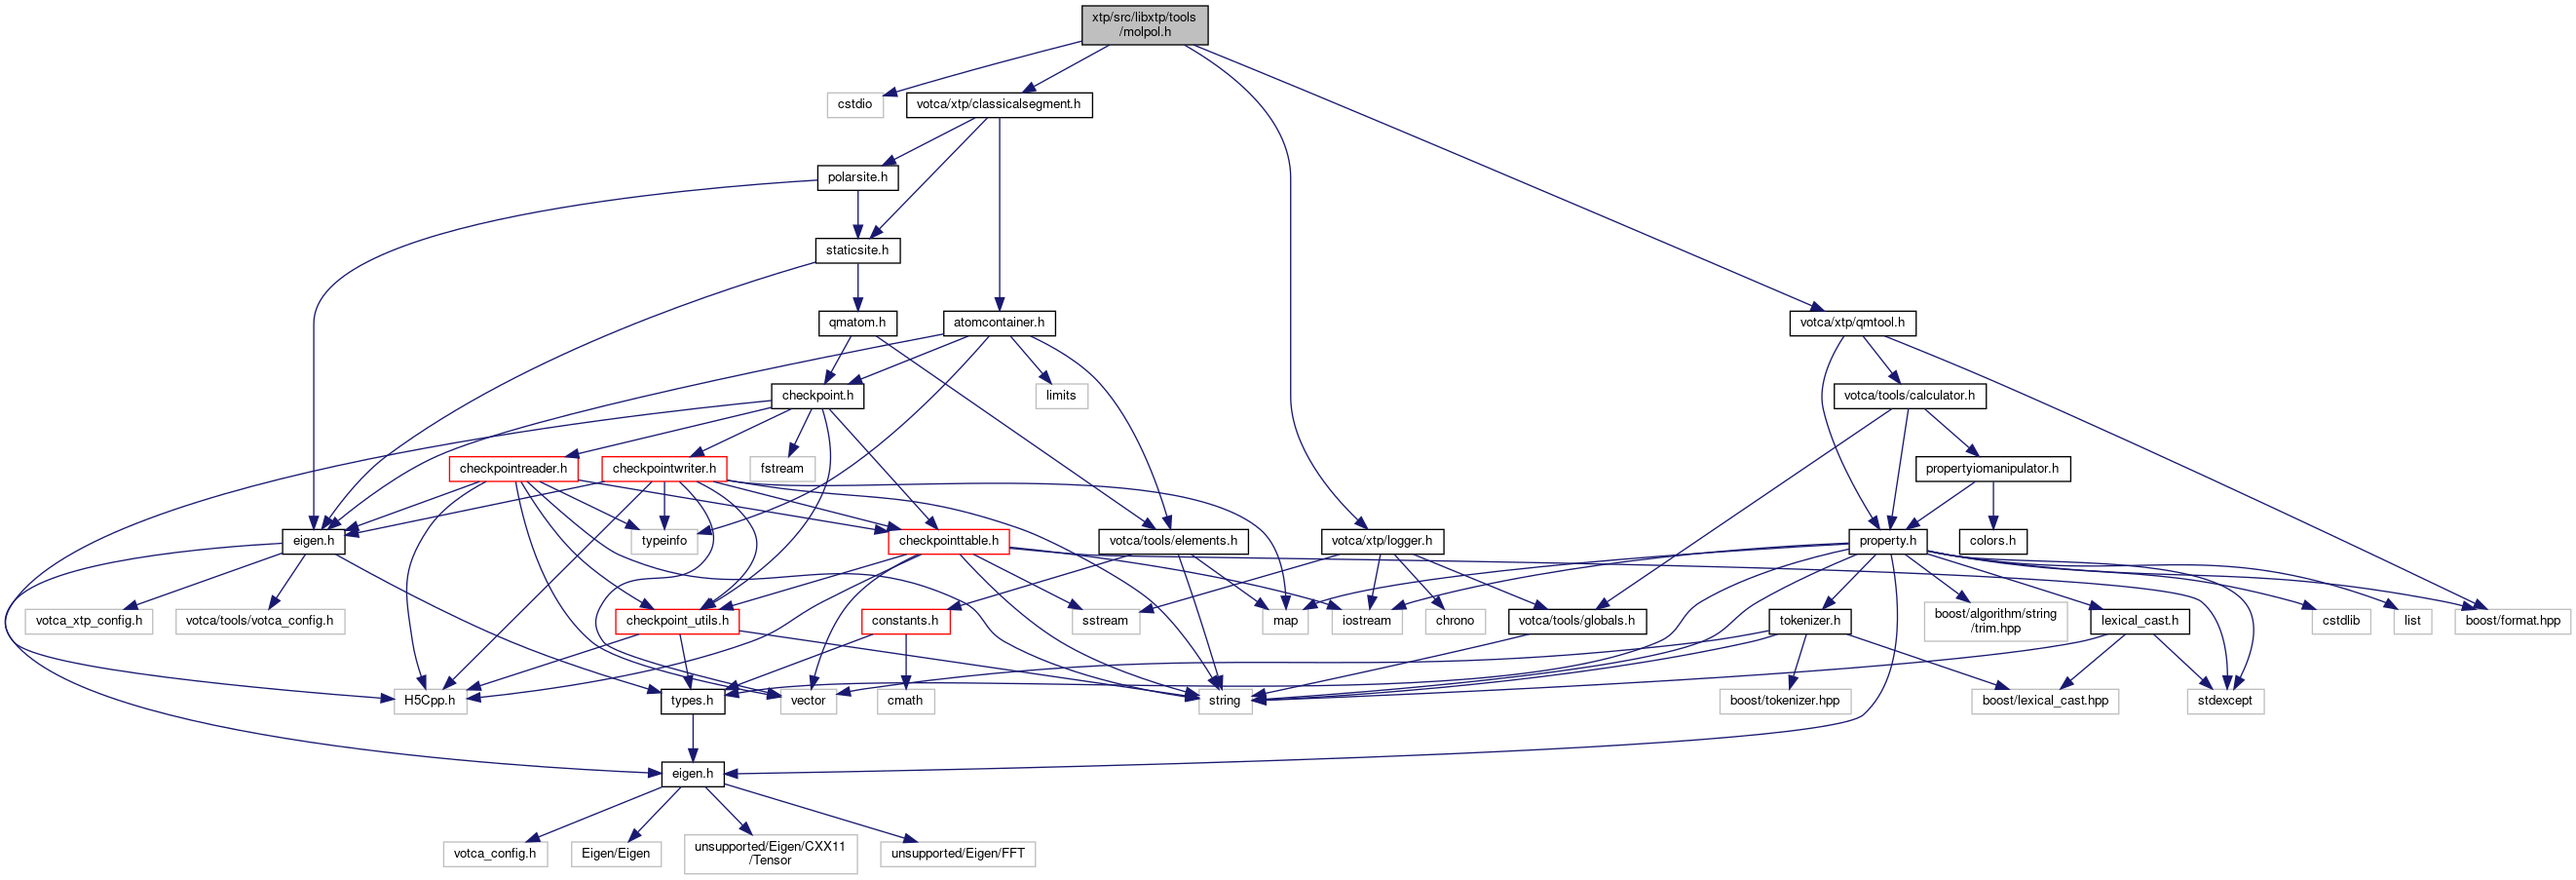 xtp/src/libxtp/tools
/molpol.h
cstdio
votca/xtp/classicalsegment.h
polarsite.h
staticsite.h
qmatom.h
atomcontainer.h
votca/xtp/qmtool.h
checkpoint.h
limits
votca/tools/calculator.h
checkpointreader.h
checkpointwriter.h
fstream
propertyiomanipulator.h
eigen.h
typeinfo
checkpointtable.h
votca/tools/elements.h
votca/xtp/logger.h
property.h
colors.h
votca_xtp_config.h
votca/tools/votca_config.h
checkpoint_utils.h
constants.h
sstream
map
iostream
chrono
votca/tools/globals.h
tokenizer.h
boost/algorithm/string
/trim.hpp
lexical_cast.h
cstdlib
list
boost/format.hpp
H5Cpp.h
types.h
vector
cmath
string
boost/tokenizer.hpp
boost/lexical_cast.hpp
stdexcept
eigen.h
votca_config.h
Eigen/Eigen
unsupported/Eigen/CXX11
/Tensor
unsupported/Eigen/FFT